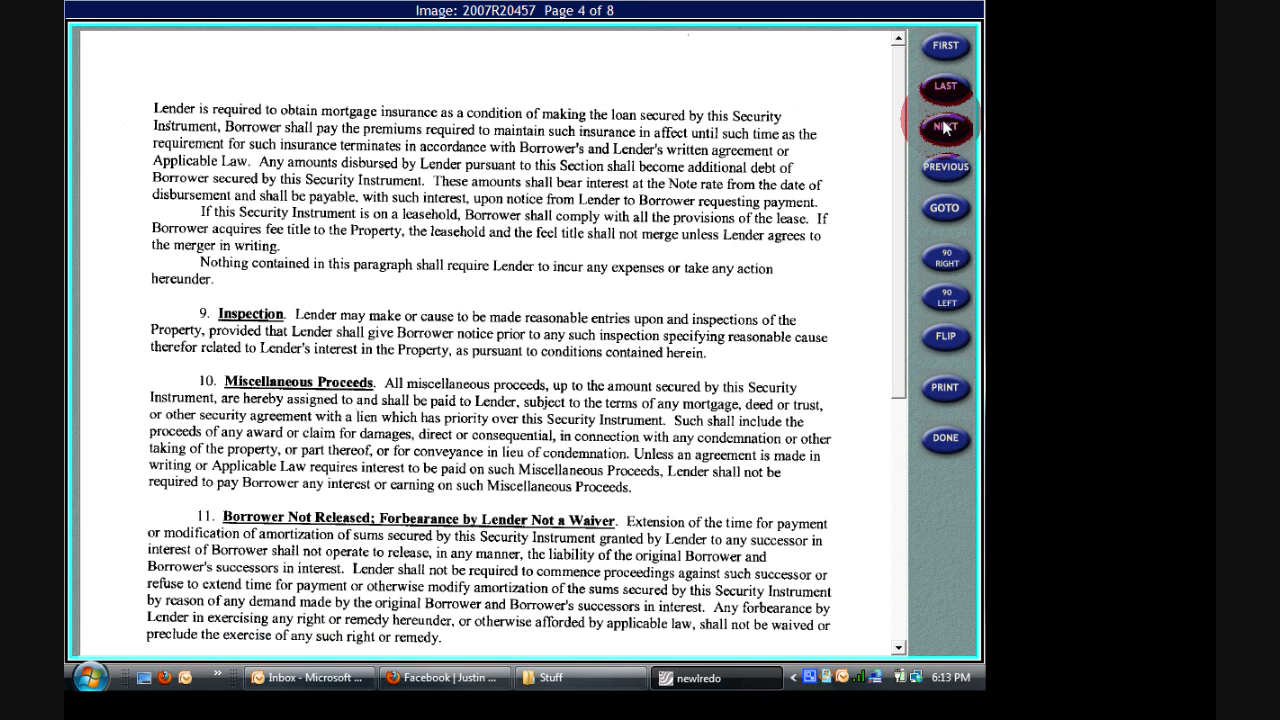 Image: 2007R20457 Page 4 of 8
Lender is required to obtain mortgage insurance as a condition of making the loan secured by this Security
Instrument, Borrower shall pay the premiums required to maintain such insurance in affect until such time as the
requirement for such insurance terminates in accordance with Borrower's and Lender's written agreement or
Applicable Law. Any amounts disbursed by Lender pursuant to this Section shall become additional debt of
Borrower secured by this Security Instrument. These amounts shall bear interest at the Note rate from the date of
disbursement and shall be payable, with such interest, upon notice from Lender to Borrower requesting payment.
If this Security Instrument is on a leasehold, Borrower shall comply with all the provisions of the lease. If
Borrower acquires fee title to the Property, the leasehold and the feel title shall not merge unless Lender agrees to
the merger in writing.
Nothing contained in this paragraph shall require Lender to incur any expenses or take any action
hereunder.
9. Inspection. Lender may make or cause to be made reasonable entries upon and inspections of the
Property, provided that Lender shall give Borrower notice prior to any such inspection specifying reasonable cause
therefor related to Lender's interest in the Property, as pursuant to conditions contained herein.
10. Miscellaneous Proceeds. All miscellaneous proceeds, up to the amount secured by this Security
Instrument, are hereby assigned to and shall be paid to Lender, subject to the terms of any mortgage, deed or trust,
or other security agreement with a lien which has priority over this Security Instrument. Such shall include the
proceeds of any award or claim for damages, direct or consequential, in connection with any condemnation or other
taking of the property, or part thereof, or for conveyance in lieu of condemnation. Unless an agreement is made in
writing or Applicable Law requires interest to be paid on such Miscellaneous Proceeds, Lender shall not be
required to pay Borrower any interest or earning on such Miscellaneous Proceeds.
11. Borrower Not Released; Forbearance by Lender Not a Waiver. Extension of the time for payment
or modification of amortization of sums secured by this Security Instrument granted by Lender to any successor in
interest of Borrower shall not operate to release, in any manner, the liability of the original Borrower and
Borrower's successors in interest. Lender shall not be required to commence proceedings against such successor or
refuse to extend time for payment or otherwise modify amortization of the sums secured by this Security Instrument
by reason of any demand made by the original Borrower and Borrower's successors in interest. Any forbearance by
Lender in exercising any right or remedy hereunder, or otherwise afforded by applicable law, shall not be waived or
preclude the exercise of any such right or remedy.
FIRST
LAST
NEXT
PREVIOUS
GOTO
90
RIGHT
90
LEFT
FLIP
PRINT
DONE
Inbox - Microsoft ...
Facebook | Justin ...
Stuff
newlredo
6:13 PM